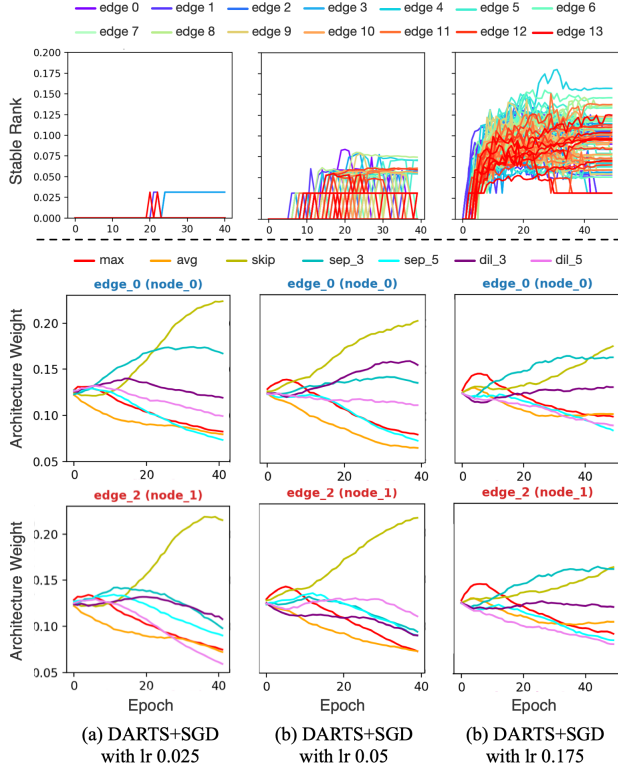 edge 0 edge 1 edge 2 edge 3 edge 4 edge 5 edge 6
edge 7 edge 8 edge 9 edge 10 edge 11 edge 12 edge 13
Stable Rank
0.200
0.175
0.150
0.125
0.100
0.075
0.050
0.025
0.000
0 10 20 30 40
0 10 20 30 40
0 10 20 30 40 50
max avg skip sep_3 sep_5 dil_3 dil_5
edge_0 (node_0) edge_0 (node_0) edge_0 (node_0)
Architecture Weight
0.20
0.15
0.10
0.05
0 20 40
0 20 40
0 20 40
edge_2 (node_1) edge_2 (node_1) edge_2 (node_1)
Architecture Weight
0.20
0.15
0.10
0.05
0 20 40
0 20 40
0 20 40
Epoch Epoch Epoch
(a) DARTS+SGD (b) DARTS+SGD (b) DARTS+SGD
with lr 0.025 with lr 0.05 with lr 0.175